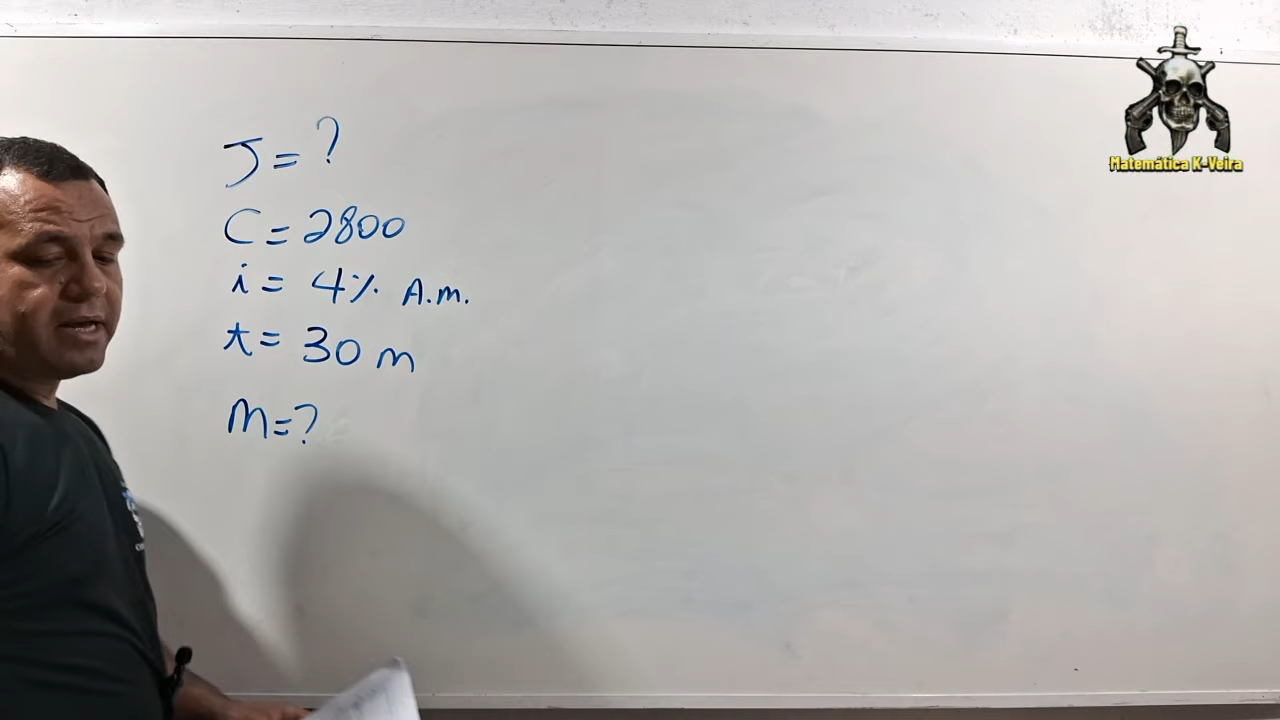 J = ?
C = 2800
i = 4% A.m.
t = 30 m
M = ?
Matemática K-Veira